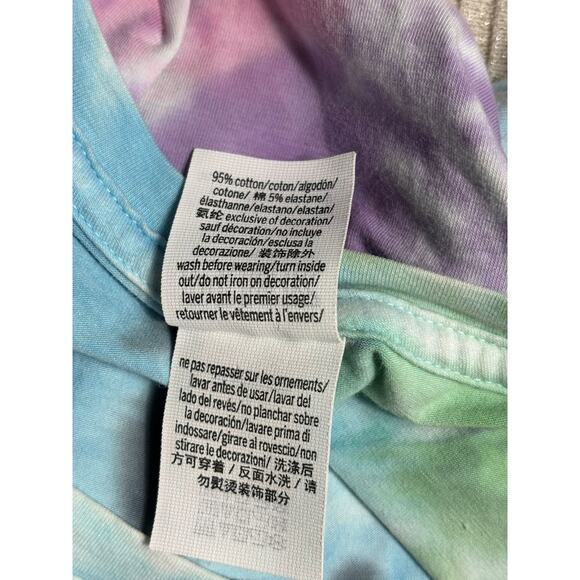 95% cotton/coton/algodón/
cotone/ 棉 5% elastane/
élasthanne/elastano/elastan/
氨纶 exclusive of decoration/
sauf décoration/no incluye
la decoración/esclusa la
decorazione/ 装饰除外
wash before wearing/turn inside
out/do not iron on decoration/
laver avant le premier usage/
retourner le vêtement à l'envers/
ne pas repasser sur les ornements/
lavar antes de usar/lavar del
lado del revés/no planchar sobre
la decoración/lavare prima di
indossare/girare al rovescio/non
stirare le decorazioni/ 洗涤后
方可穿着/反面水洗/请
勿熨烫装饰部分